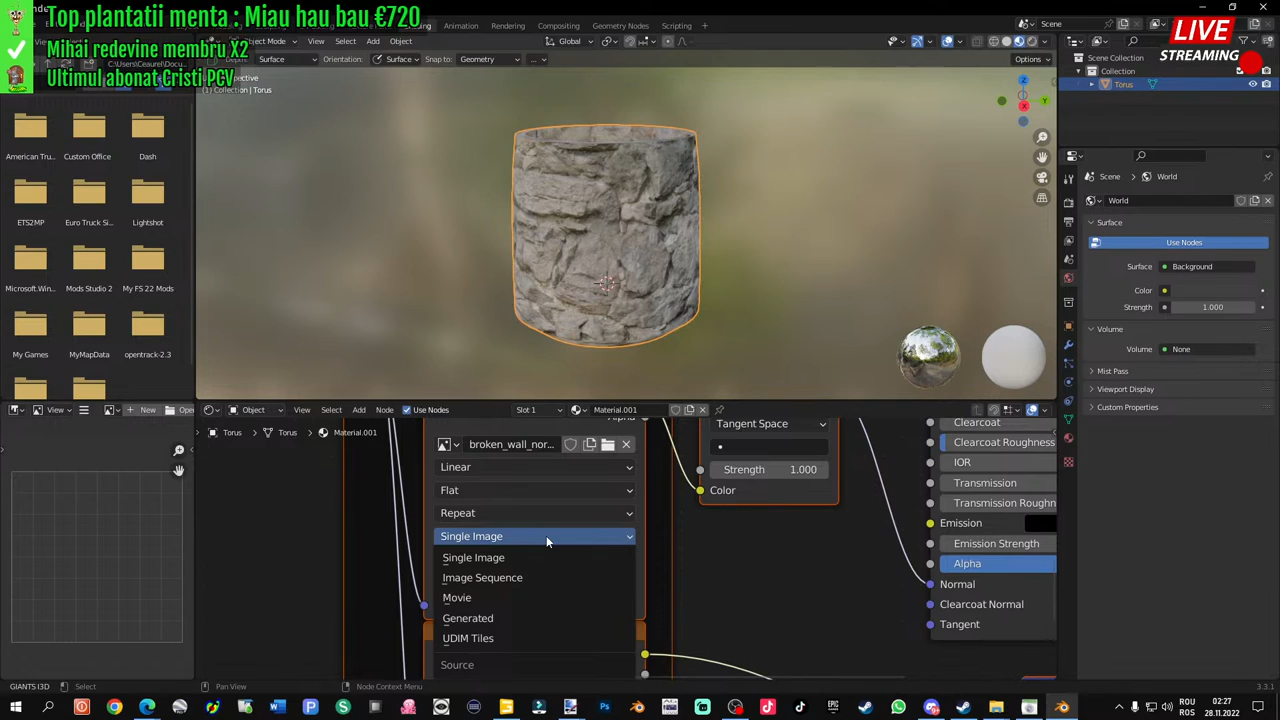 Top plantatii menta : Miau hau bau €720
Mihai redevine membru X2
Ultimul abonat Cristi PCV
LIVE
STREAMING
Animation
Rendering
Compositing
Geometry Nodes
Scripting
Scene
View
Select
Add
Object
Global
Options
C:\Users\Ceaurel\Docu...
Surface
Orientation:
Surface
Snap to:
Geometry
...
(1) Collection | Torus
Scene Collection
Collection
Torus
American Tru...
Custom Office
Dash
ETS2MP
Euro Truck Si...
Lightshot
Microsoft.Win...
Mods Studio 2
My FS 22 Mods
My Games
MyMapData
opentrack-2.3
Scene
World
World
Surface
Use Nodes
Surface
Background
Color
Strength
1.000
Volume
Volume
None
Mist Pass
Viewport Display
Custom Properties
View
New
Open
Object
View
Select
Add
Node
Use Nodes
Slot 1
Material.001
Torus
Torus
Material.001
broken_wall_nor...
Linear
Flat
Repeat
Single Image
Single Image
Image Sequence
Movie
Generated
UDIM Tiles
Source
Tangent Space
Strength
1.000
Color
Clearcoat
Clearcoat Roughness
IOR
Transmission
Transmission Roughn
Emission
Emission Strength
Alpha
Normal
Clearcoat Normal
Tangent
GIANTS I3D
Select
Pan View
Node Context Menu
3.3.1
ROU
ROS
02:27
28.11.2022